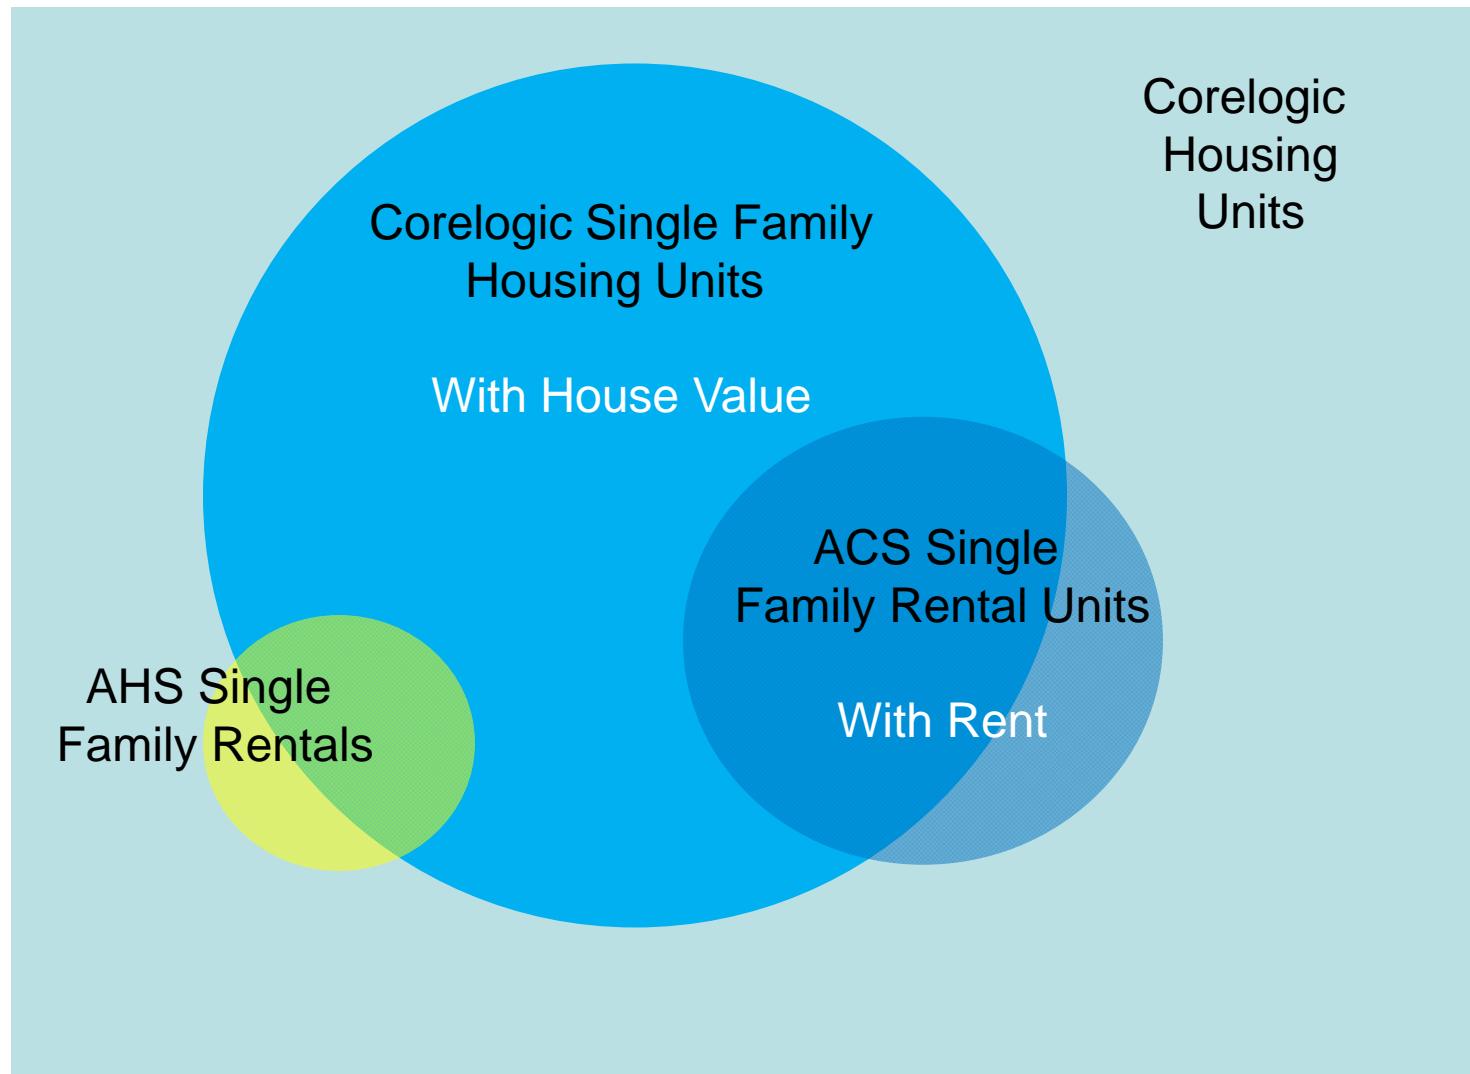 Corelogic
Housing
Units
Corelogic Single Family
Housing Units
With House Value
ACS Single
Family Rental Units
With Rent
AHS Single
Family Rentals